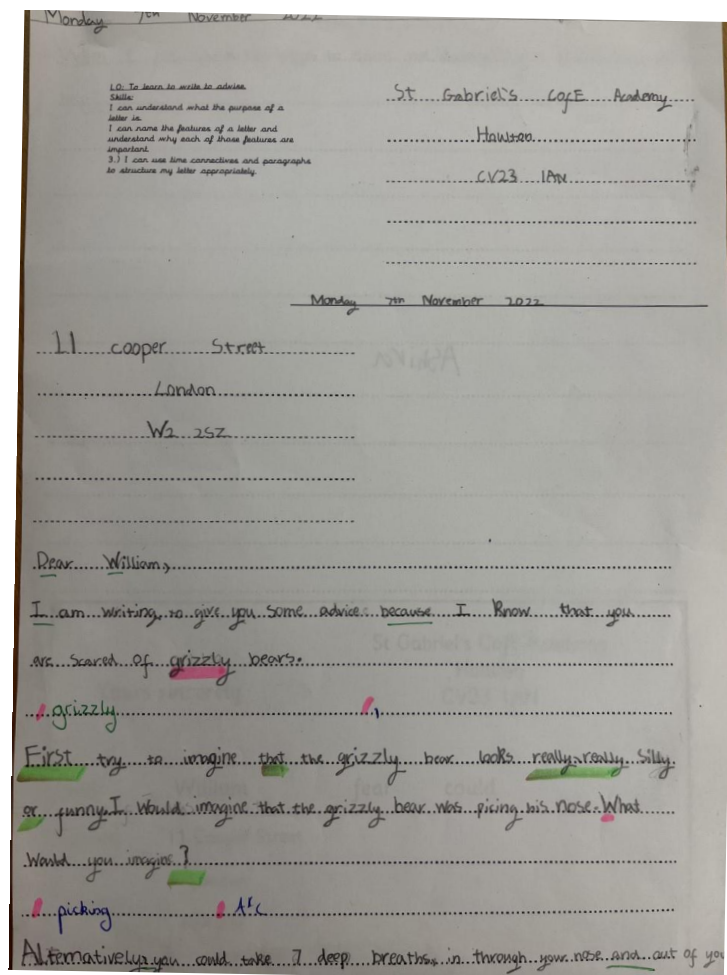 Monday 7th November 2022
LO: To learn to write to advise
Skills:
I can understand what the purpose of a
letter is.
I can name the features of a letter and
understand why each of those features are
important.
3.) I can use time connectives and paragraphs
to structure my letter appropriately.
St Gabriel's CofE Academy
Houlton
CV23 1AN
Monday 7th November 2022
11 cooper Street
London
W2 2SZ
Dear William,
I am writing to give you some advice because I know that you
are scared of grizzly bears.
grizzly ,
First try to imagine that the grizzly bear looks really really silly
or funny. I would imagine that the grizzly bear was picing his nose. What
would you imagine?
picking
Alternatively, you could take 7 deep breaths in through your nose and out of you